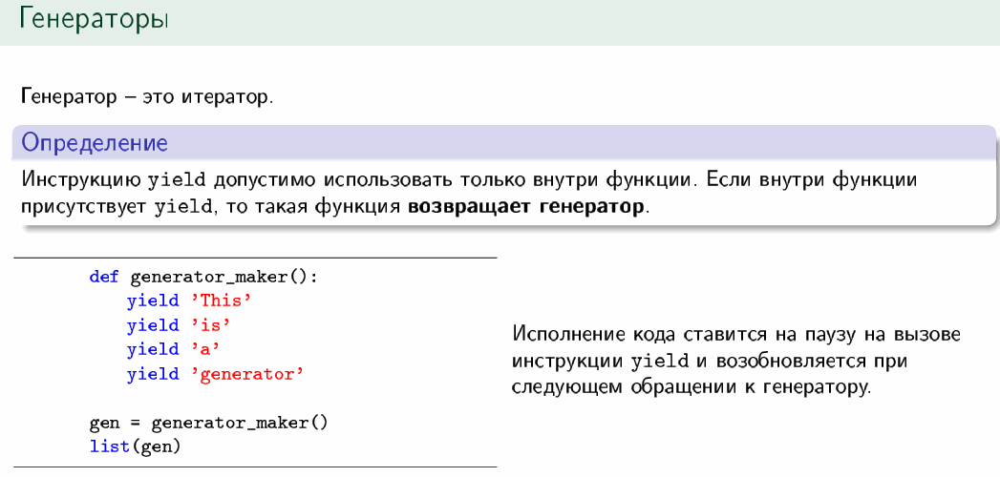 Генераторы
Генератор – это итератор.
Определение
Инструкцию yield допустимо использовать только внутри функции. Если внутри функции
присутствует yield, то такая функция возвращает генератор.
def generator_maker():
yield 'This'
yield 'is'
yield 'a'
yield 'generator'
gen = generator_maker()
list(gen)
Исполнение кода ставится на паузу на вызове
инструкции yield и возобновляется при
следующем обращении к генератору.